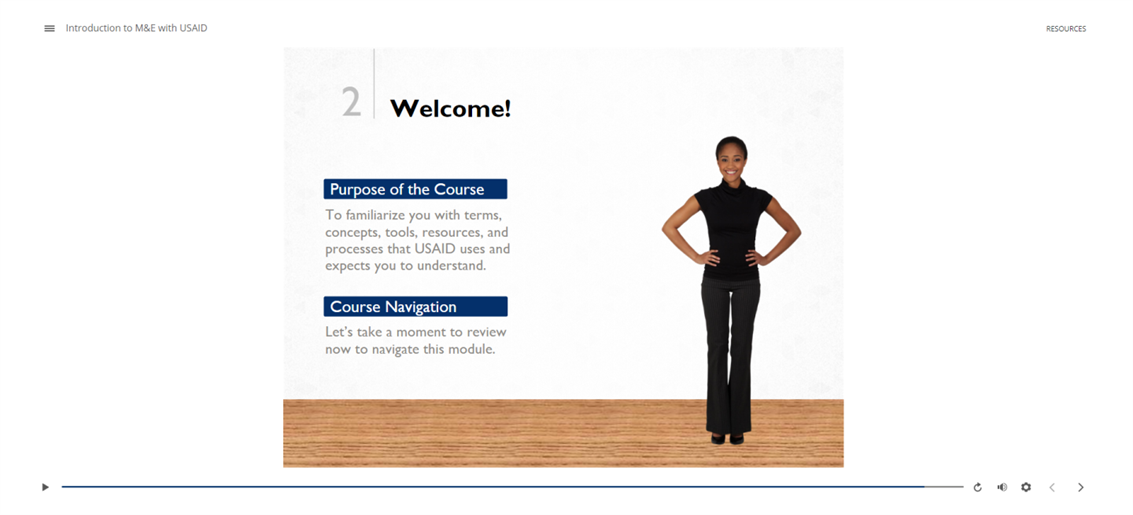 Introduction to M&E with USAID
RESOURCES
2
Welcome!
Purpose of the Course
To familiarize you with terms,
concepts, tools, resources, and
processes that USAID uses and
expects you to understand.
Course Navigation
Let's take a moment to review
now to navigate this module.